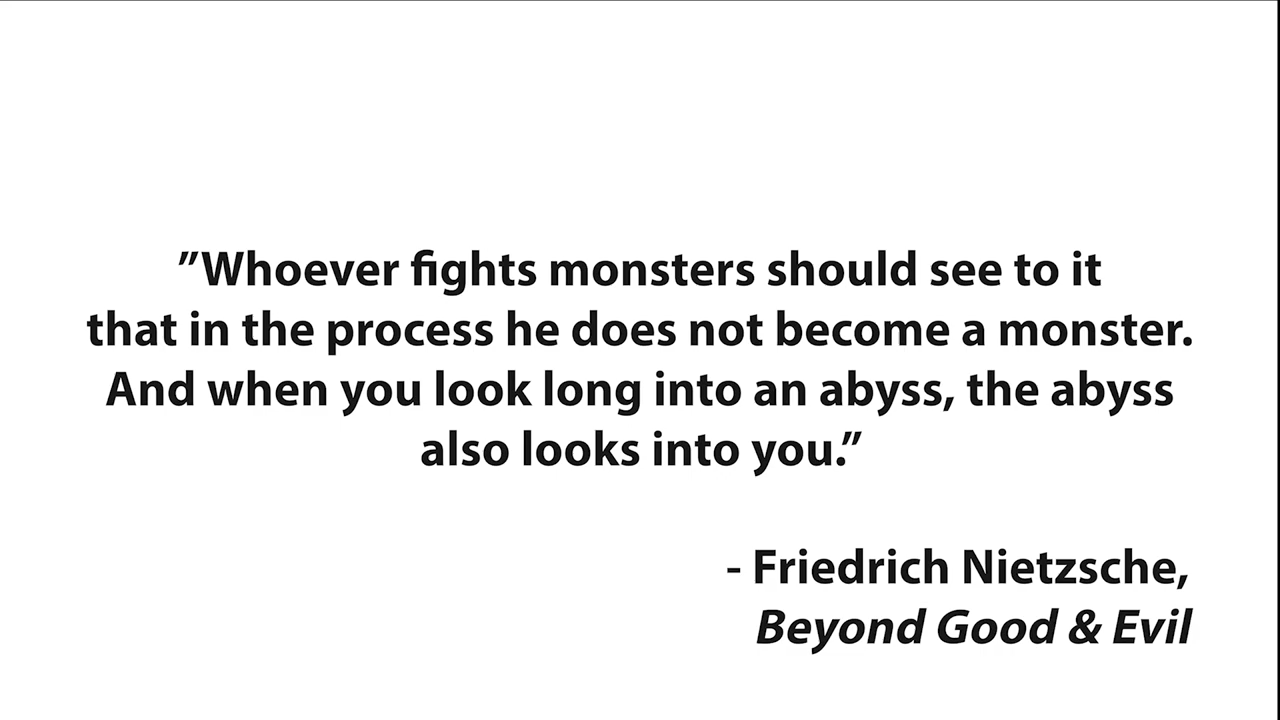 ”Whoever fights monsters should see to it
that in the process he does not become a monster.
And when you look long into an abyss, the abyss
also looks into you.”
- Friedrich Nietzsche,
Beyond Good & Evil